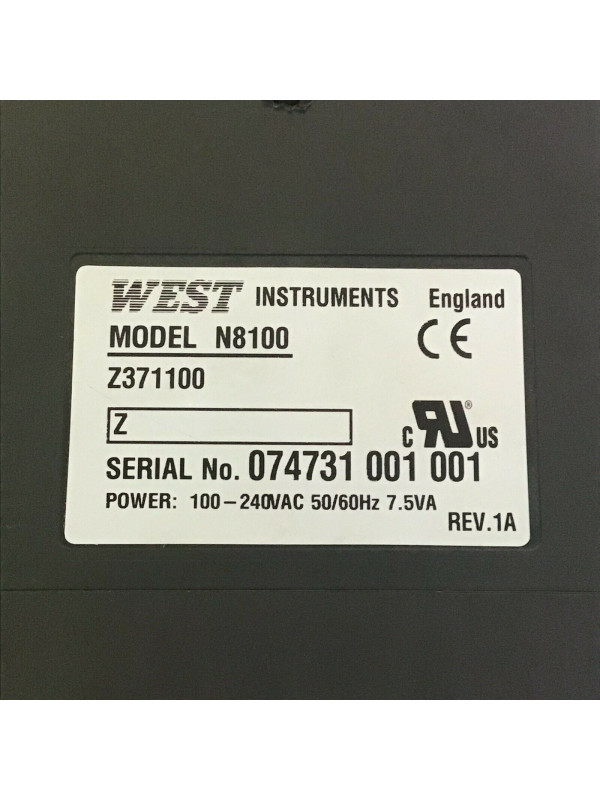 WEST INSTRUMENTS England
MODEL N8100
CE
Z371100
Z
C RU® US
SERIAL No. 074731 001 001
POWER: 100-240VAC 50/60Hz 7.5VA
REV.1A